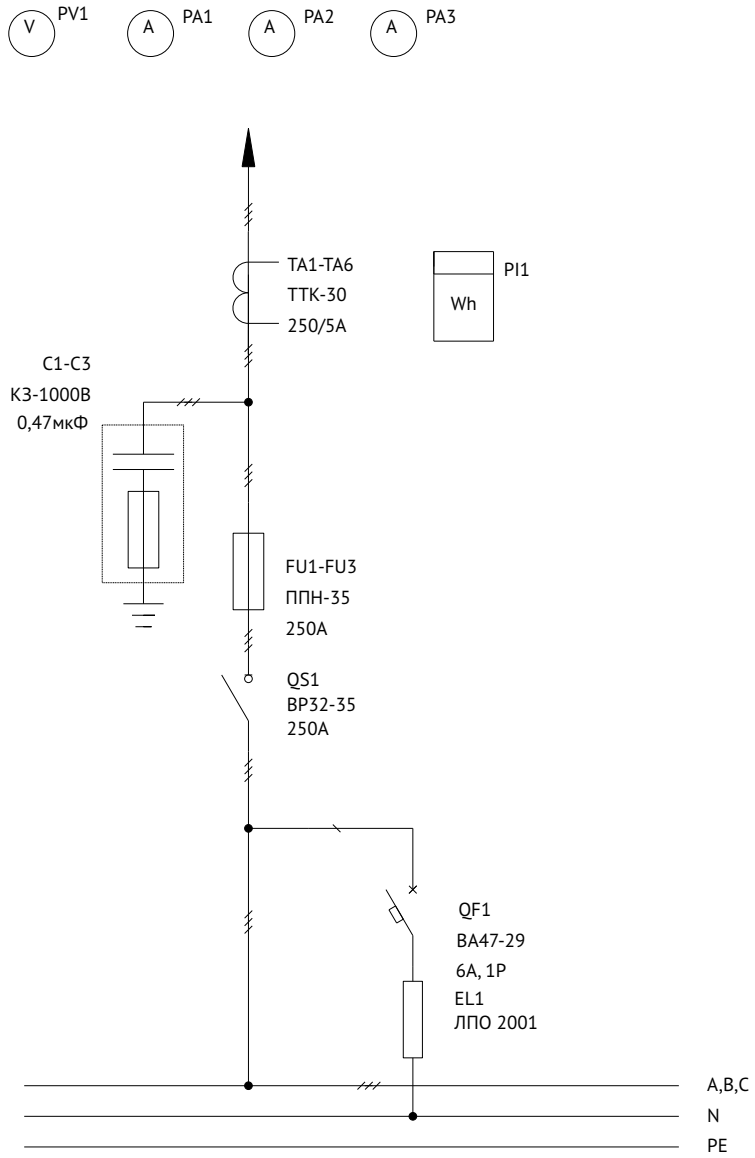 V PV1 A PA1 A PA2 A PA3
TA1-TA6
ТТК-30
250/5А
PI1
Wh
C1-C3
КЗ-1000В
0,47мкФ
FU1-FU3
ППН-35
250А
QS1
ВР32-35
250А
QF1
ВА47-29
6А, 1Р
EL1
ЛПО 2001
A,B,C
N
PE